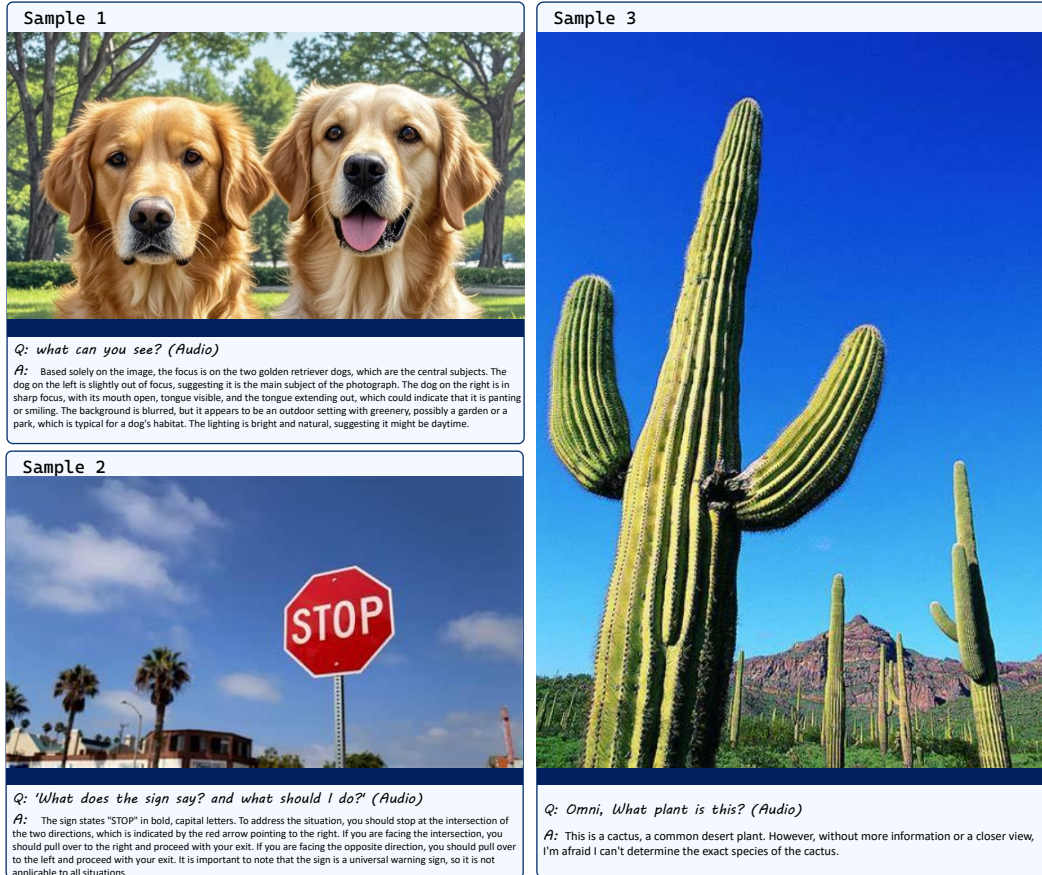 Sample 1
Q: what can you see? (Audio)
A: Based solely on the image, the focus is on the two golden retriever dogs, which are the central subjects. The
dog on the left is slightly out of focus, suggesting it is the main subject of the photograph. The dog on the right is in
sharp focus, with its mouth open, tongue visible, and the tongue extending out, which could indicate that it is panting
or smiling. The background is blurred, but it appears to be an outdoor setting with greenery, possibly a garden or a
park, which is typical for a dog's habitat. The lighting is bright and natural, suggesting it might be daytime.
Sample 2
STOP
Q: 'What does the sign say? and what should I do?' (Audio)
A: The sign states "STOP" in bold, capital letters. To address the situation, you should stop at the intersection of
the two directions, which is indicated by the red arrow pointing to the right. If you are facing the intersection, you
should pull over to the right and proceed with your exit. If you are facing the opposite direction, you should pull over
to the left and proceed with your exit. It is important to note that the sign is a universal warning sign, so it is not
applicable to all situations.
Sample 3
Q: Omni, What plant is this? (Audio)
A: This is a cactus, a common desert plant. However, without more information or a closer view,
I'm afraid I can't determine the exact species of the cactus.